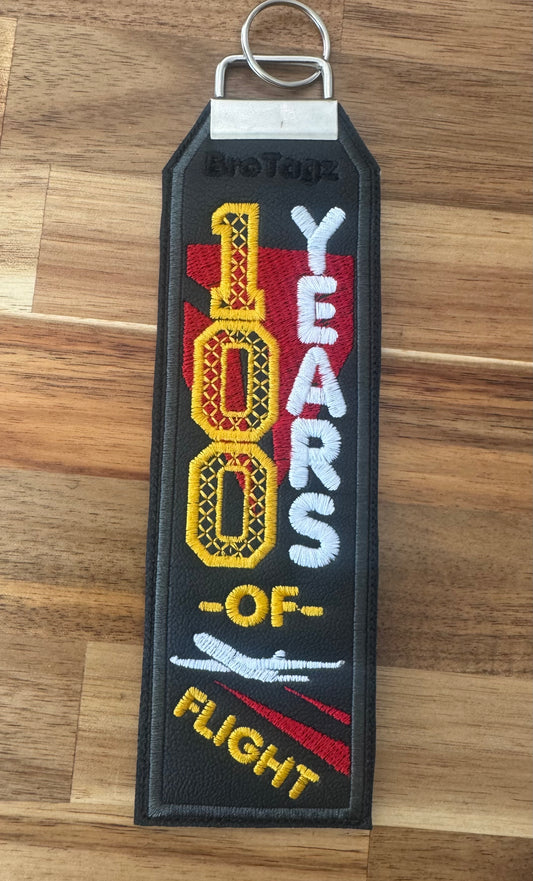 BroTagz
100
YEARS
-OF-
FLIGHT